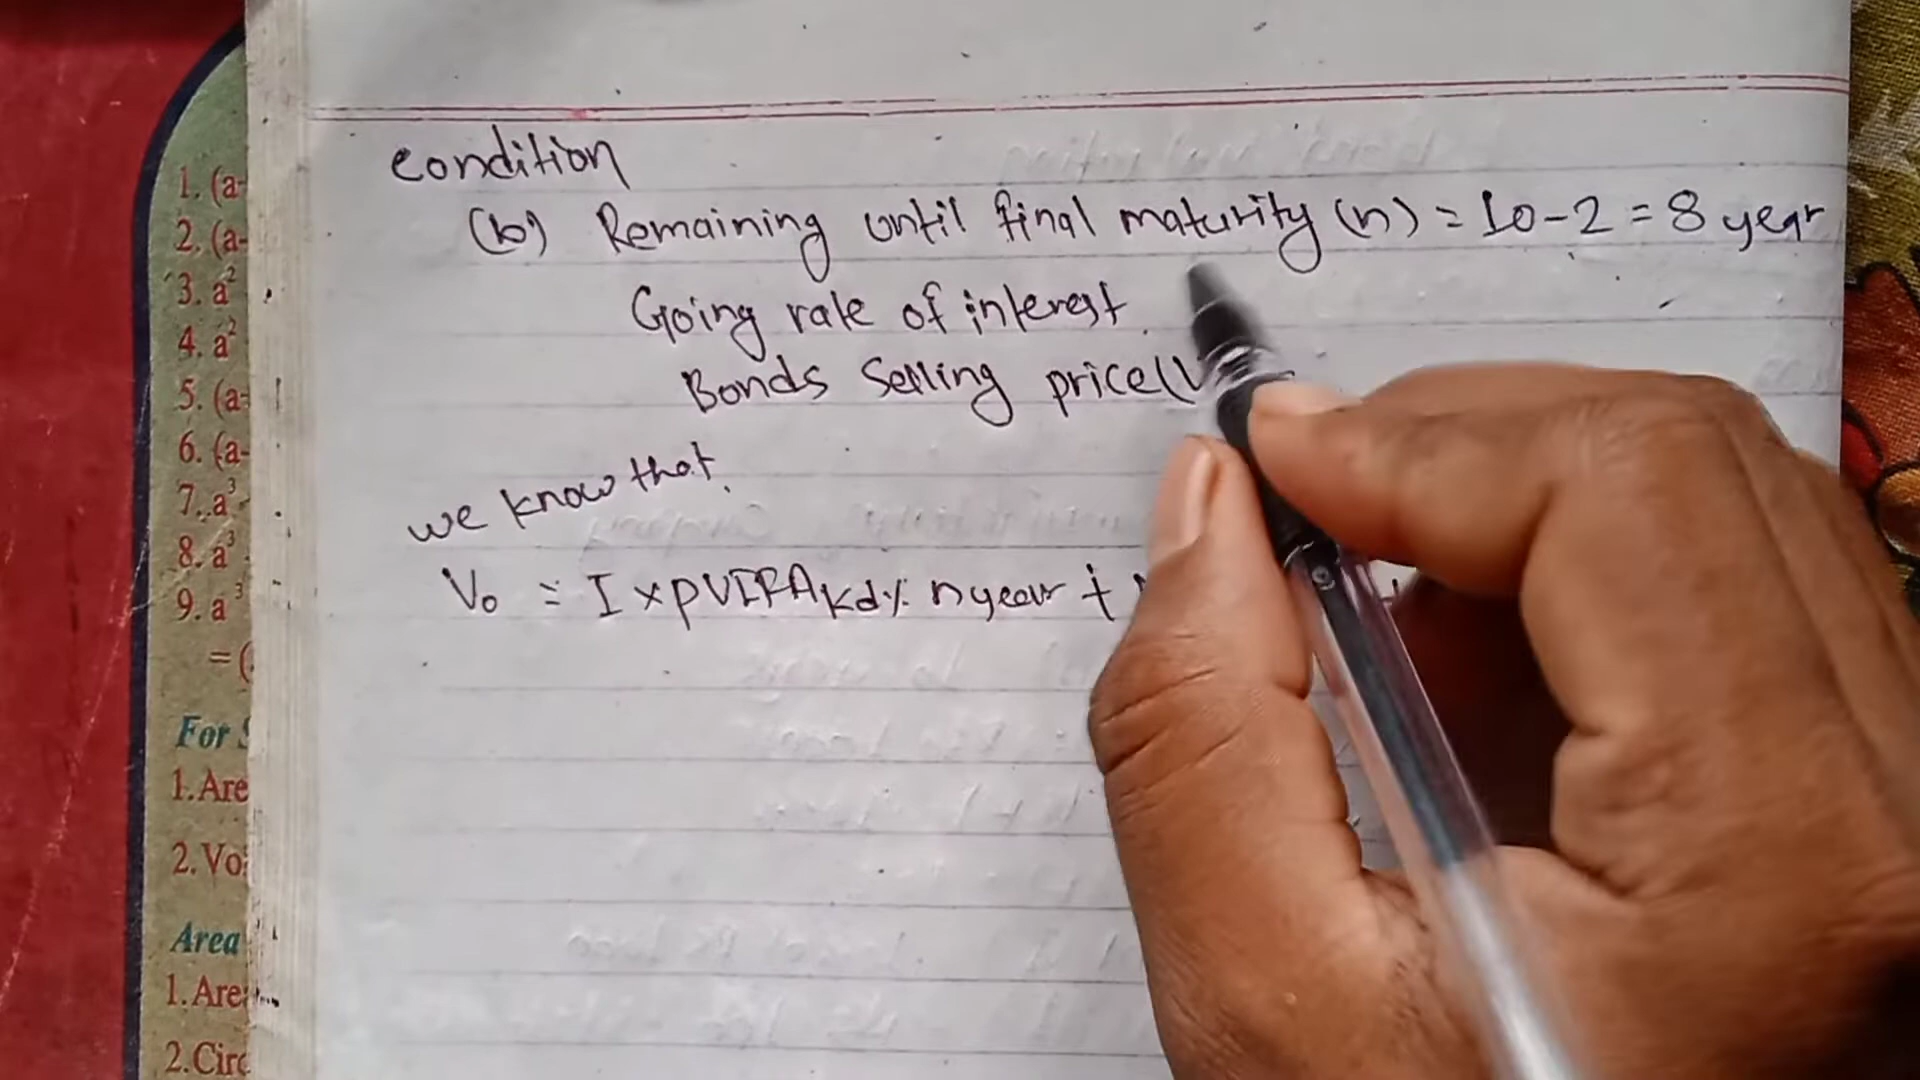 condition
(b) Remaining until final maturity (n) = 10-2 = 8 year
Going rate of interest
Bonds Selling price(V
we know that,
V₀ = I x PVIFAkd% n year +
1. (a-
2. (a-
3. a²
4. a²
5. (a-
6. (a-
7. a³
8. a³
9. a³
= (
For S
1. Are
2. Vo
Area
1. Are
2. Circ